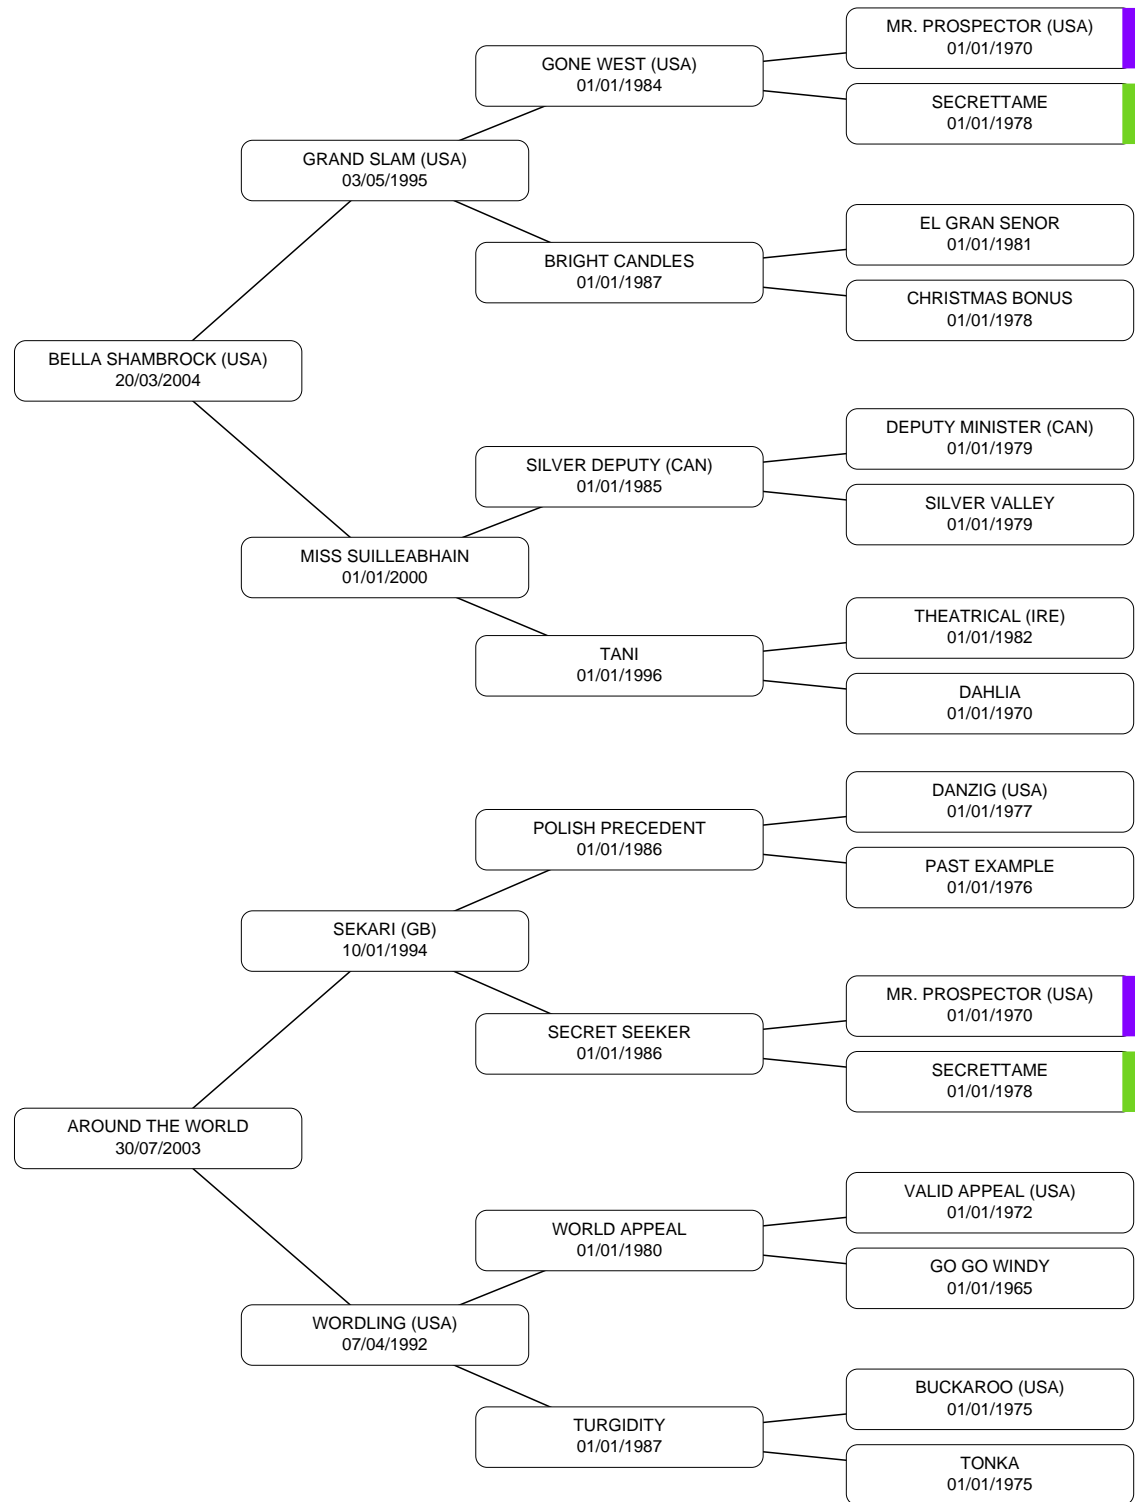 MR. PROSPECTOR (USA)
01/01/1970
GONE WEST (USA)
01/01/1984
SECRETTAME
01/01/1978
GRAND SLAM (USA)
03/05/1995
EL GRAN SENOR
01/01/1981
BRIGHT CANDLES
01/01/1987
CHRISTMAS BONUS
01/01/1978
BELLA SHAMBROCK (USA)
20/03/2004
DEPUTY MINISTER (CAN)
01/01/1979
SILVER DEPUTY (CAN)
01/01/1985
SILVER VALLEY
01/01/1979
MISS SUILLEABHAIN
01/01/2000
THEATRICAL (IRE)
01/01/1982
TANI
01/01/1996
DAHLIA
01/01/1970
DANZIG (USA)
01/01/1977
POLISH PRECEDENT
01/01/1986
PAST EXAMPLE
01/01/1976
SEKARI (GB)
10/01/1994
MR. PROSPECTOR (USA)
01/01/1970
SECRET SEEKER
01/01/1986
SECRETTAME
01/01/1978
AROUND THE WORLD
30/07/2003
VALID APPEAL (USA)
01/01/1972
WORLD APPEAL
01/01/1980
GO GO WINDY
01/01/1965
WORDLING (USA)
07/04/1992
BUCKAROO (USA)
01/01/1975
TURGIDITY
01/01/1987
TONKA
01/01/1975